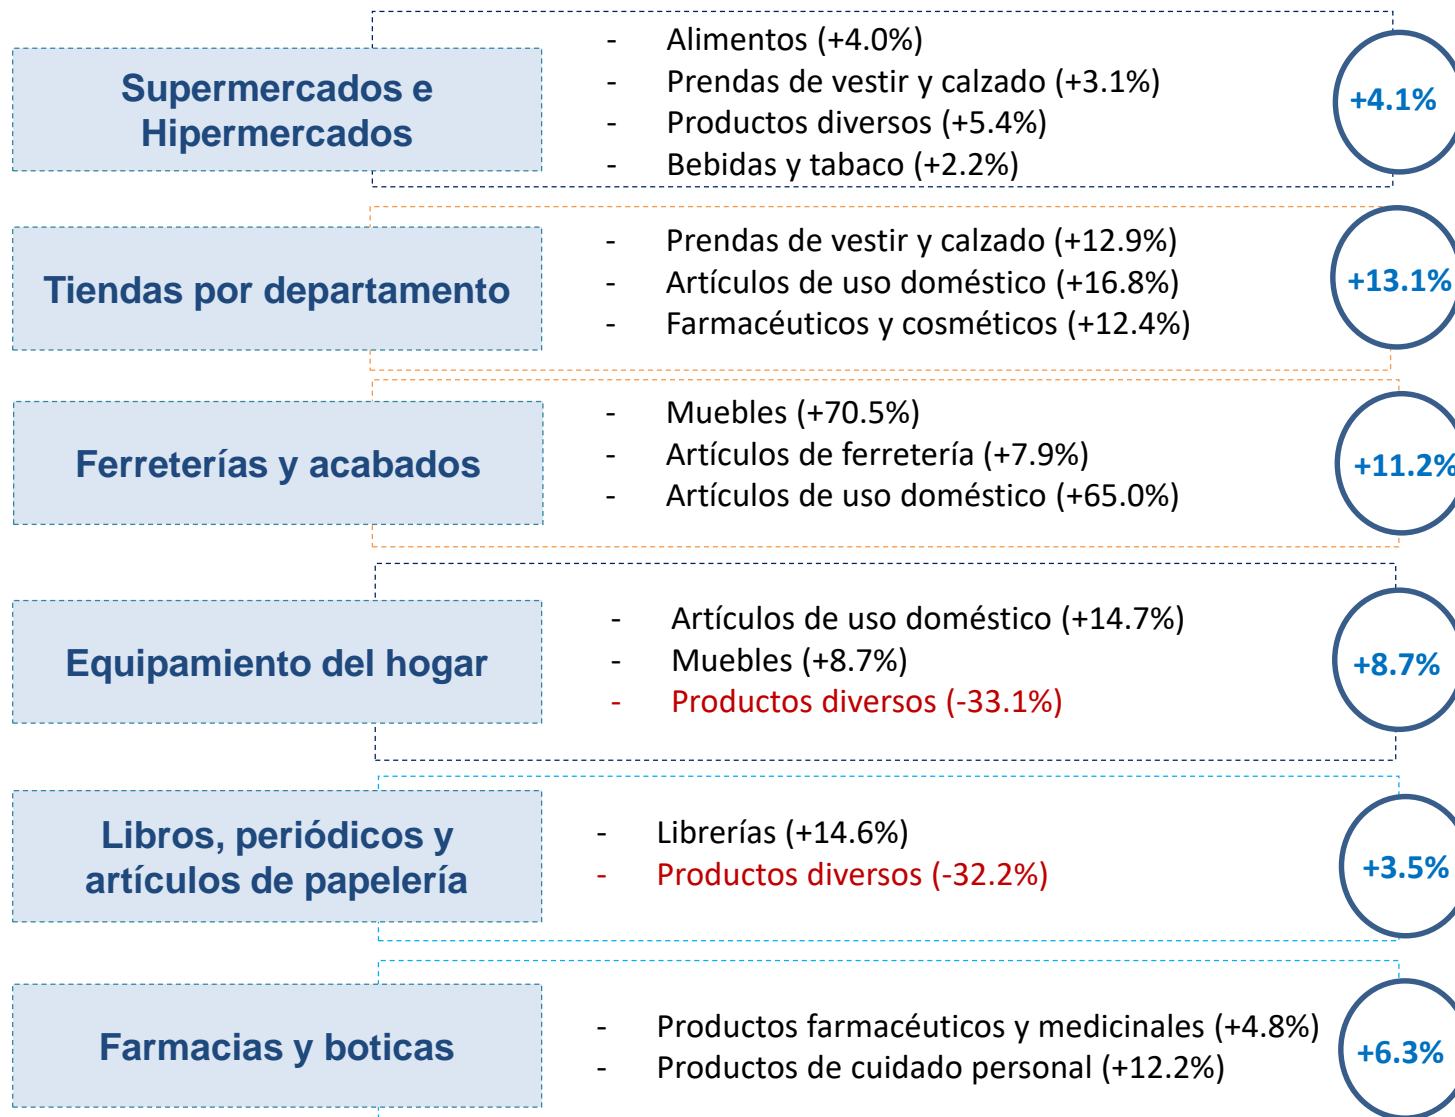 Supermercados e
Hipermercados
- Alimentos (+4.0%)
- Prendas de vestir y calzado (+3.1%)
- Productos diversos (+5.4%)
- Bebidas y tabaco (+2.2%)
+4.1%
Tiendas por departamento
- Prendas de vestir y calzado (+12.9%)
- Artículos de uso doméstico (+16.8%)
- Farmacéuticos y cosméticos (+12.4%)
+13.1%
Ferreterías y acabados
- Muebles (+70.5%)
- Artículos de ferretería (+7.9%)
- Artículos de uso doméstico (+65.0%)
+11.2%
Equipamiento del hogar
- Artículos de uso doméstico (+14.7%)
- Muebles (+8.7%)
- Productos diversos (-33.1%)
+8.7%
Libros, periódicos y
artículos de papelería
- Librerías (+14.6%)
- Productos diversos (-32.2%)
+3.5%
Farmacias y boticas
- Productos farmacéuticos y medicinales (+4.8%)
- Productos de cuidado personal (+12.2%)
+6.3%